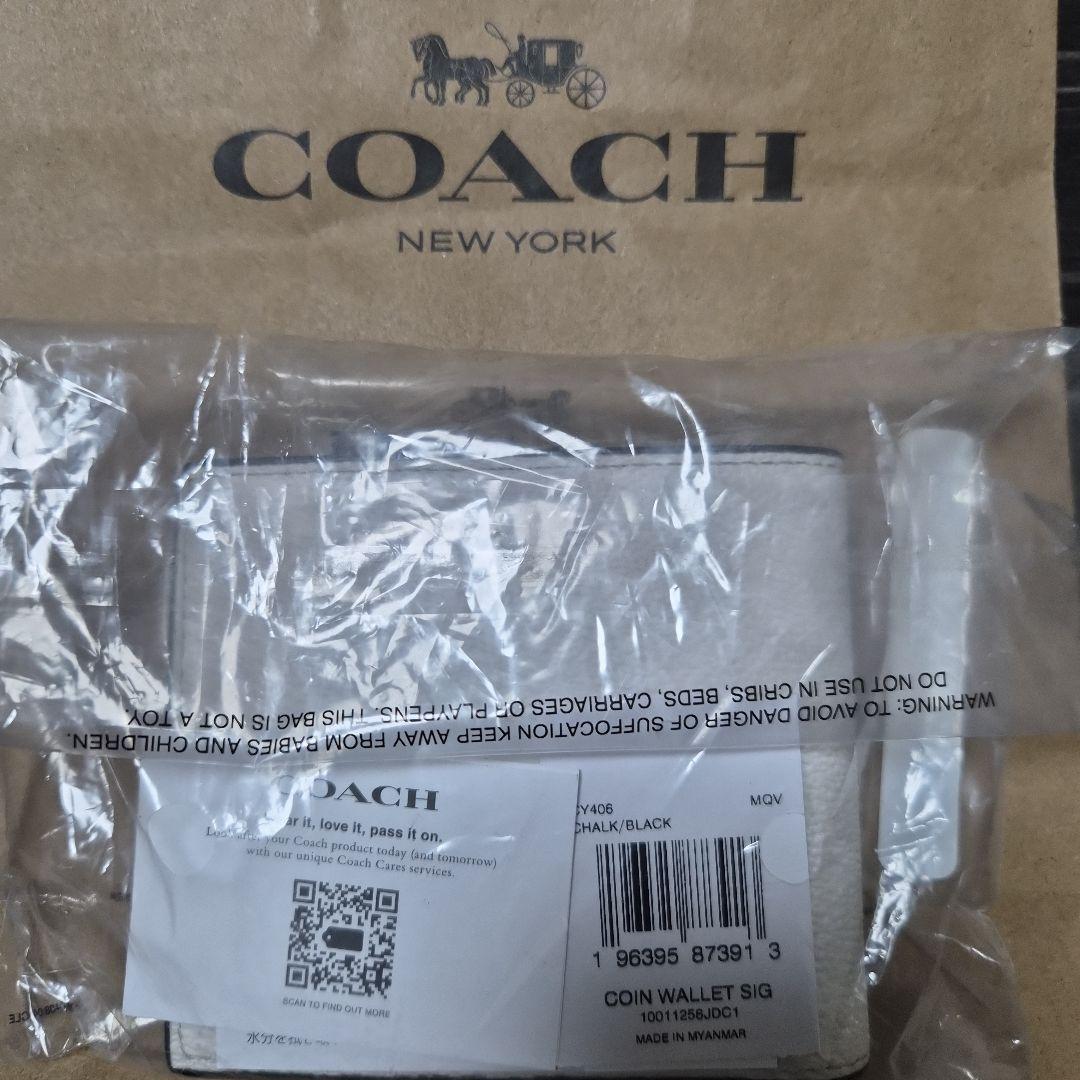 COACH
NEW YORK
WARNING: TO AVOID DANGER OF SUFFOCATION KEEP AWAY FROM BABIES AND CHILDREN.
DO NOT USE IN CRIBS, BEDS, CARRIAGES OR PLAYPENS. THIS BAG IS NOT A TOY.
COACH
it, love it, pass it on.
your Coach product today (and tomorrow)
with our unique Coach Cares services.
SCAN TO FIND OUT MORE
CY406 MQV
CHALK/BLACK
1 96395 87391 3
COIN WALLET SIG
10011256JDC1
MADE IN MYANMAR